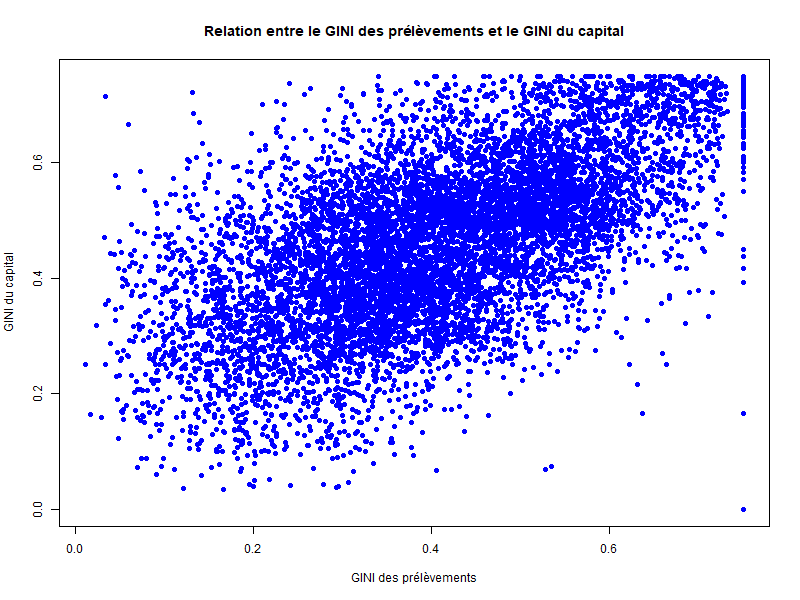 Relation entre le GINI des prélèvements et le GINI du capital
GINI du capital
0.6
0.4
0.2
0.0
0.0 0.2 0.4 0.6
GINI des prélèvements